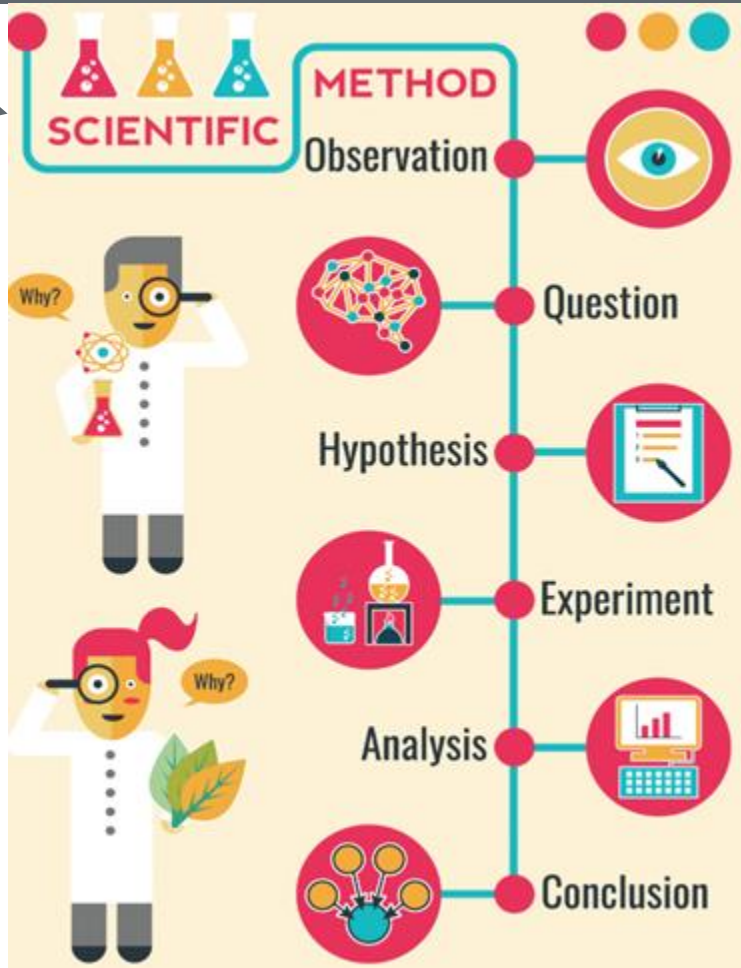 SCIENTIFIC
METHOD
Observation
Why?
Question
Hypothesis
Experiment
Why?
Analysis
Conclusion